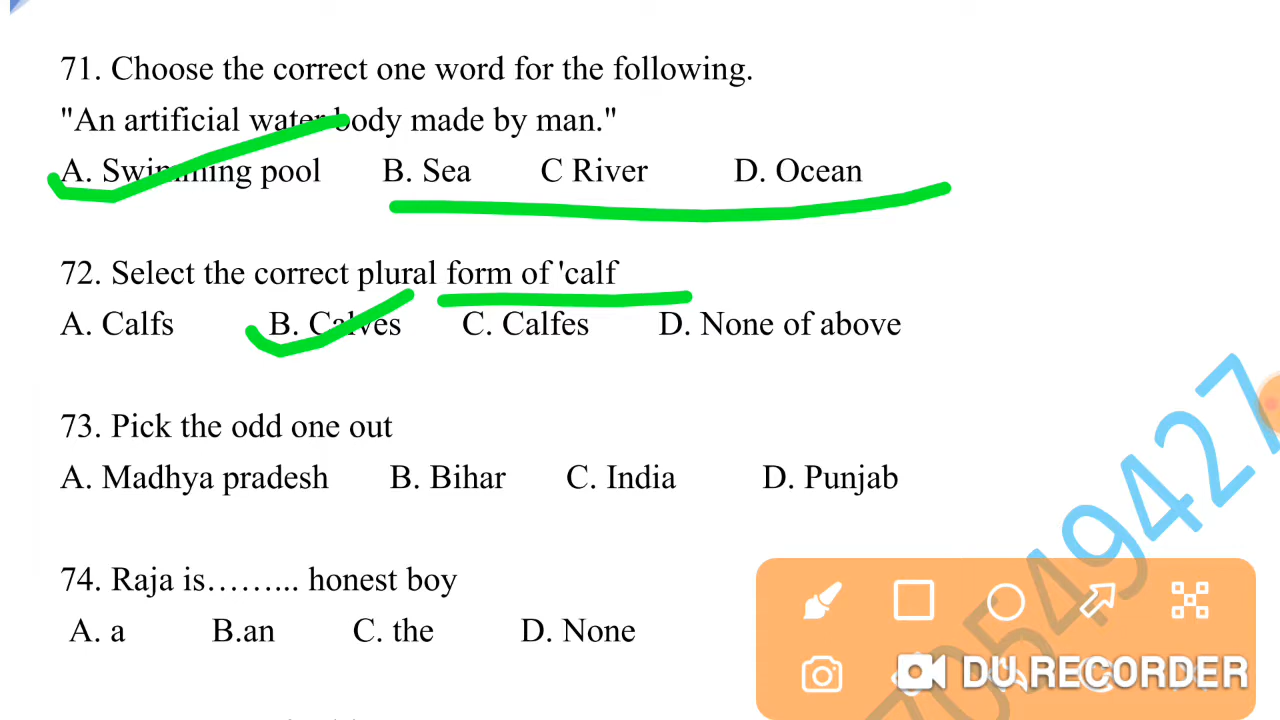 71. Choose the correct one word for the following.
"An artificial water body made by man."
A. Swimming pool B. Sea C River D. Ocean
72. Select the correct plural form of 'calf
A. Calfs B. Calves C. Calfes D. None of above
73. Pick the odd one out
A. Madhya pradesh B. Bihar C. India D. Punjab
74. Raja is……... honest boy
A. a B.an C. the D. None
7054 9427
DU RECORDER